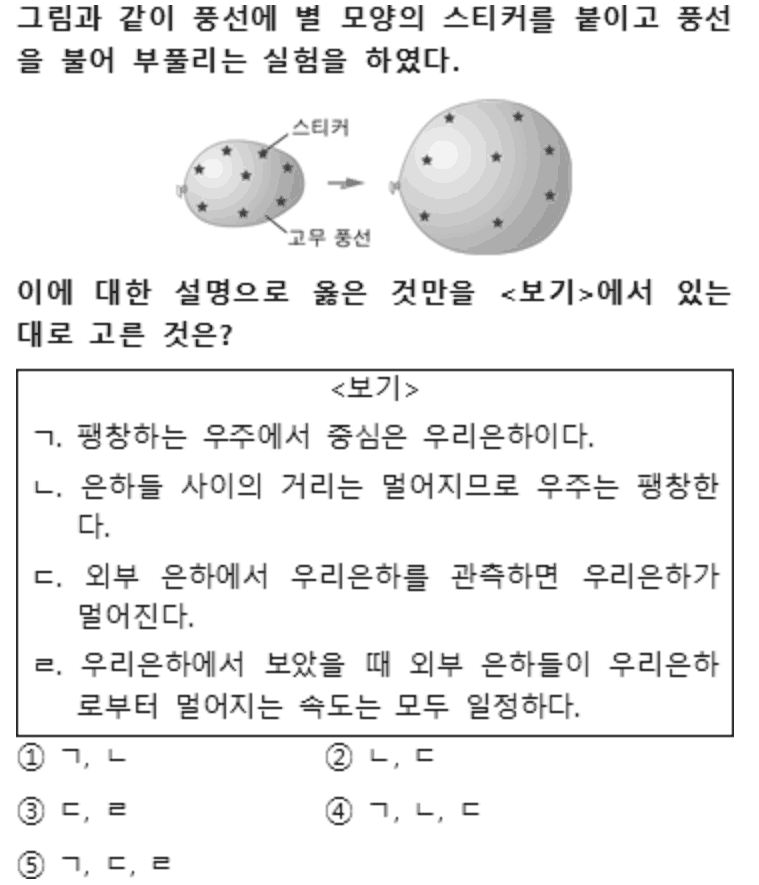 그림과 같이 풍선에 별 모양의 스티커를 붙이고 풍선
을 불어 부풀리는 실험을 하였다.
스티커
고무 풍선
이에 대한 설명으로 옳은 것만을 <보기>에서 있는
대로 고른 것은?
<보기>
ㄱ. 팽창하는 우주에서 중심은 우리은하이다.
ㄴ. 은하들 사이의 거리는 멀어지므로 우주는 팽창한
다.
ㄷ. 외부 은하에서 우리은하를 관측하면 우리은하가
멀어진다.
ㄹ. 우리은하에서 보았을 때 외부 은하들이 우리은하
로부터 멀어지는 속도는 모두 일정하다.
① ㄱ, ㄴ ② ㄴ, ㄷ
③ ㄷ, ㄹ ④ ㄱ, ㄴ, ㄷ
⑤ ㄱ, ㄷ, ㄹ